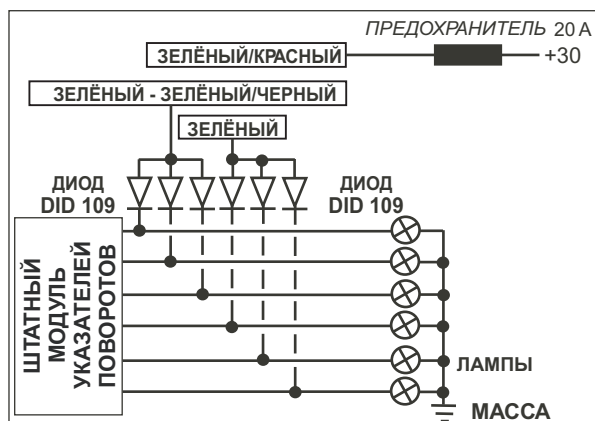 ПРЕДОХРАНИТЕЛЬ 20 A
ЗЕЛЁНЫЙ/КРАСНЫЙ
+30
ЗЕЛЁНЫЙ - ЗЕЛЁНЫЙ/ЧЕРНЫЙ
ЗЕЛЁНЫЙ
ДИОД
DID 109
ДИОД
DID 109
ШТАТНЫЙ
МОДУЛЬ
УКАЗАТЕЛЕЙ
ПОВОРОТОВ
ЛАМПЫ
МАССА